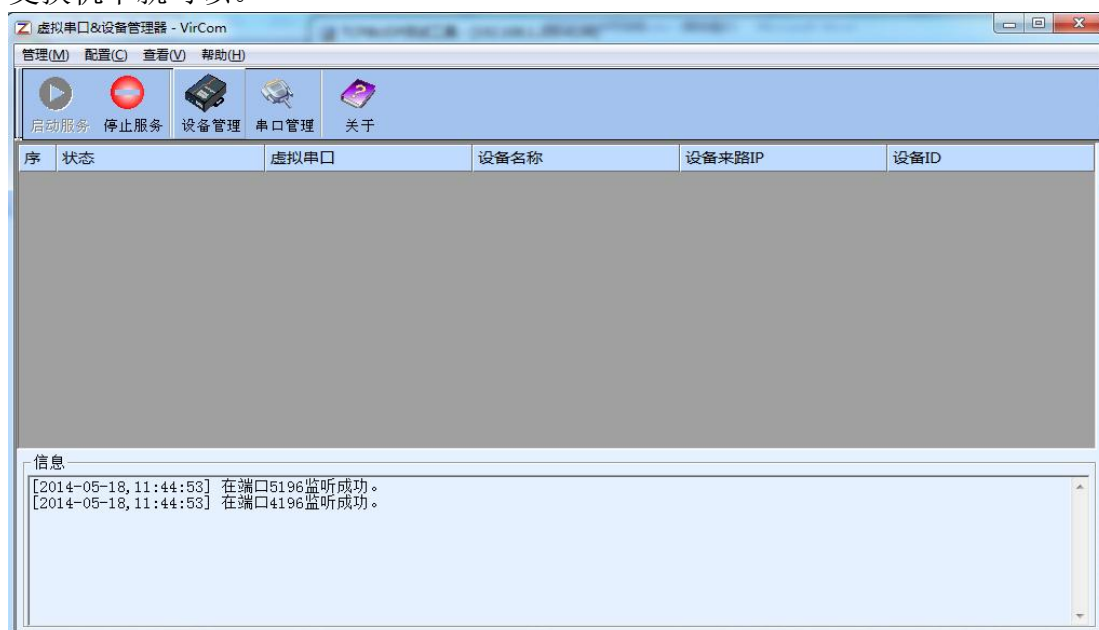 虚拟串口&设备管理器 - VirCom
管理(M) 配置(C) 查看(V) 帮助(H)
启动服务 停止服务 设备管理 串口管理 关于
序 状态 虚拟串口 设备名称 设备来路IP 设备ID
信息
[2014-05-18,11:44:53] 在端口5196监听成功。
[2014-05-18,11:44:53] 在端口4196监听成功。